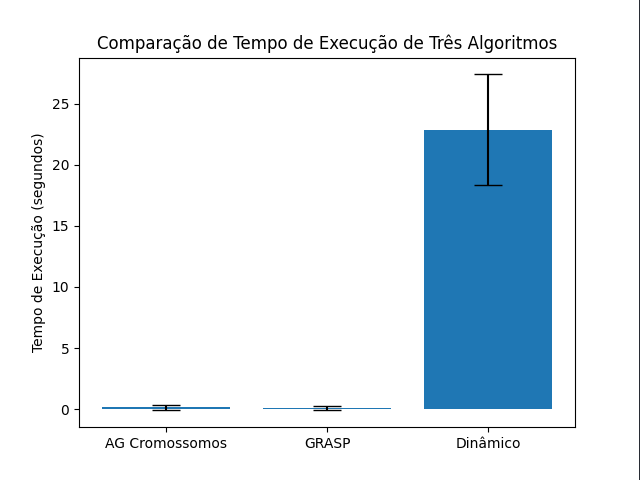 Comparação de Tempo de Execução de Três Algoritmos
Tempo de Execução (segundos)
25
20
15
10
5
0
AG Cromossomos
GRASP
Dinâmico